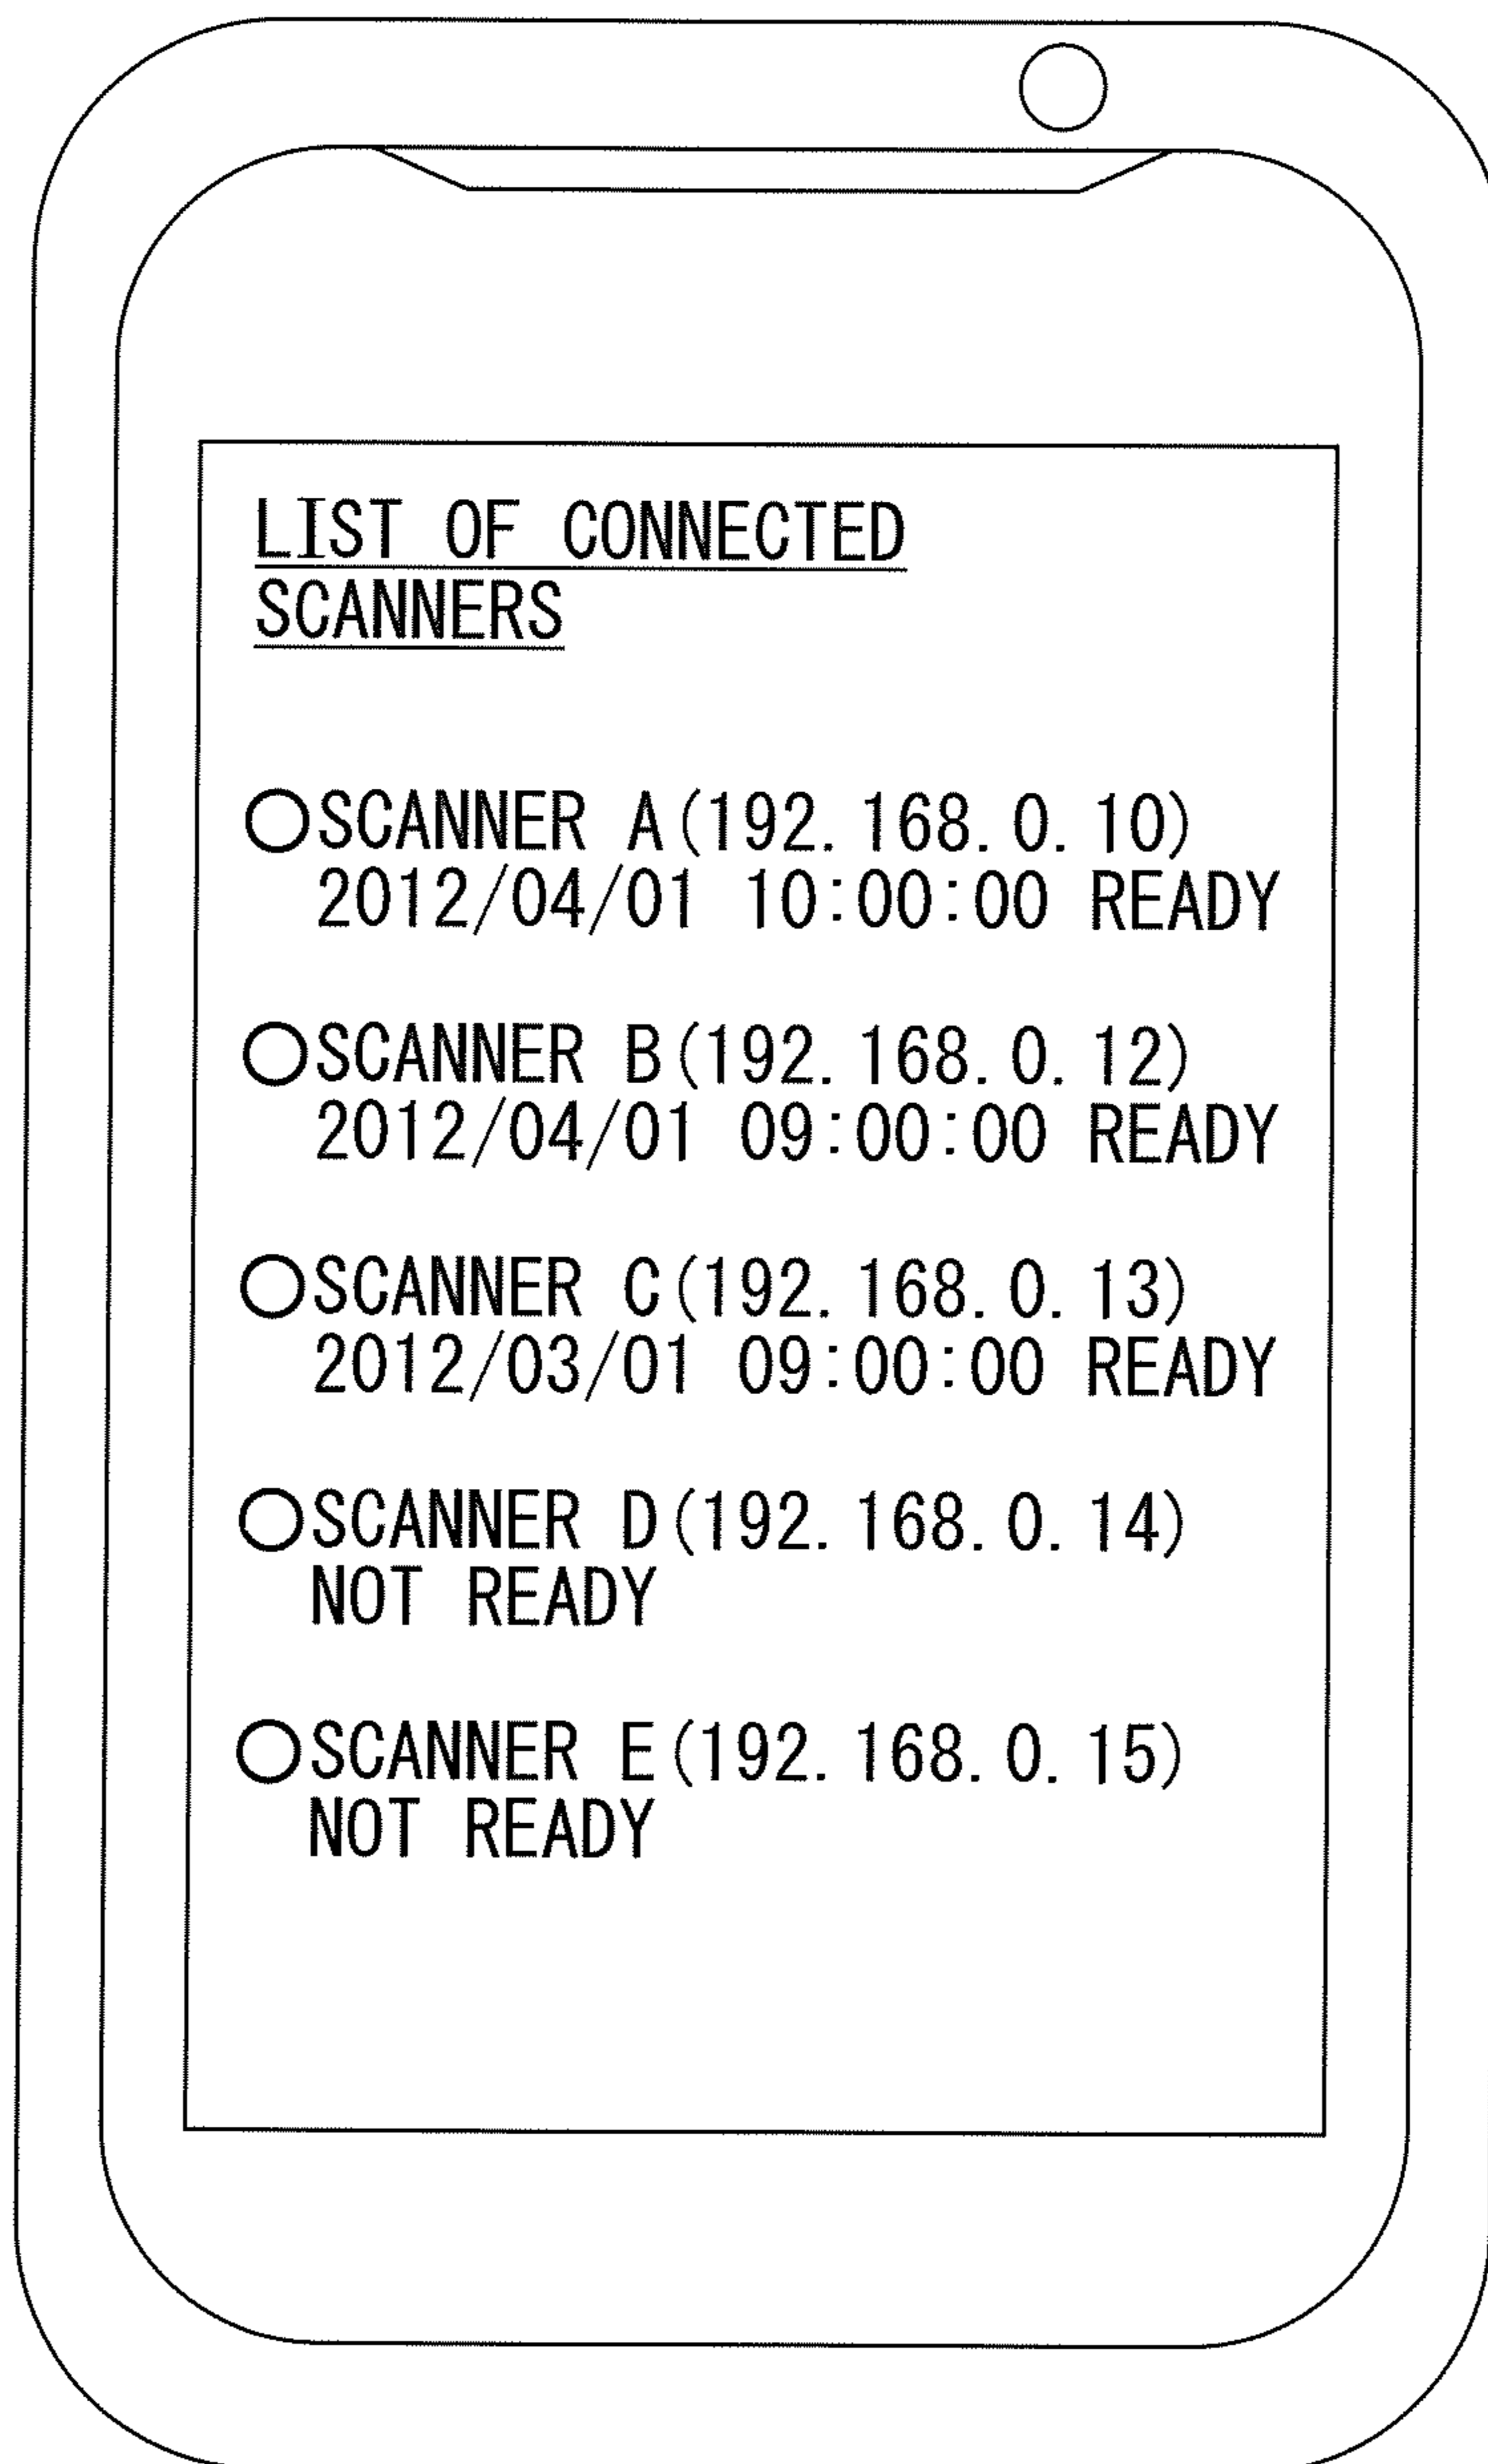 LIST OF CONNECTED
SCANNERS
SCANNER A(192.168.0.10)
2012/04/01 10:00:00 READY
SCANNER B(192.168.0.12)
2012/04/01 09:00:00 READY
SCANNER C(192.168.0.13)
2012/03/01 09:00:00 READY
SCANNER D(192.168.0.14)
NOT READY
SCANNER E(192.168.0.15)
NOT READY